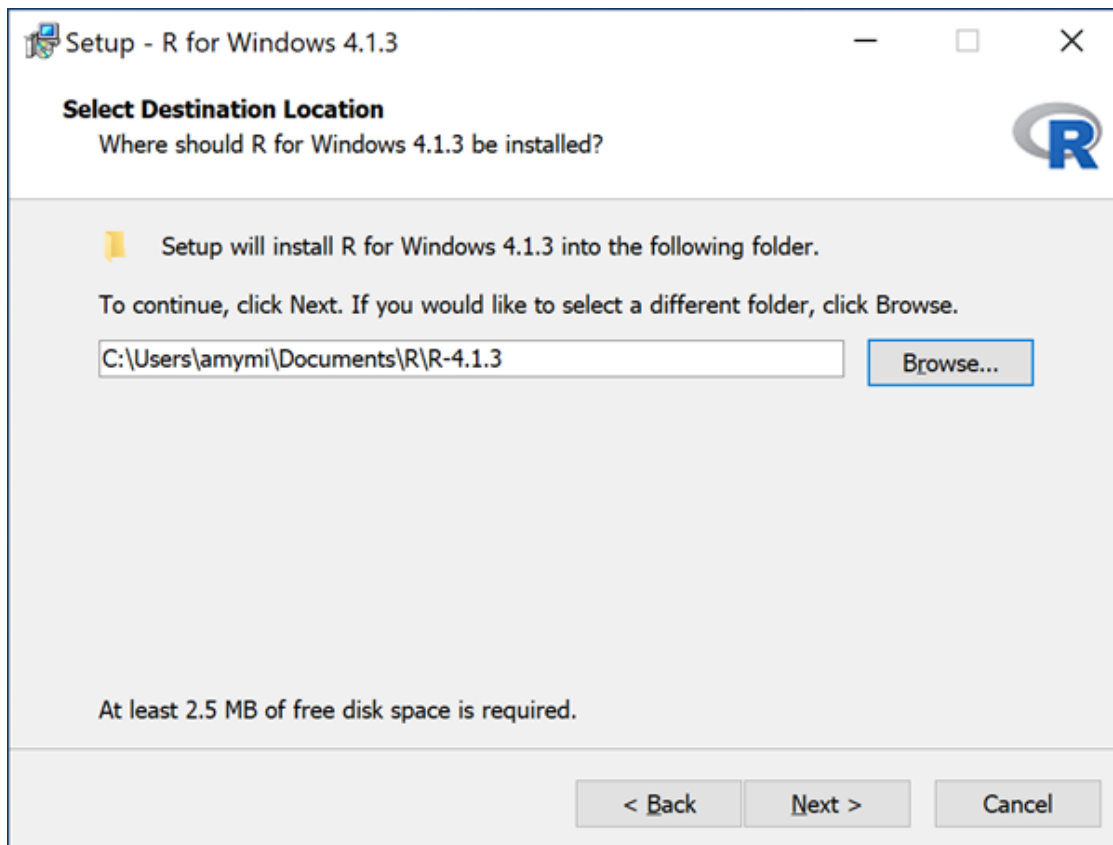 Setup - R for Windows 4.1.3
Select Destination Location
Where should R for Windows 4.1.3 be installed?
R
Setup will install R for Windows 4.1.3 into the following folder.
To continue, click Next. If you would like to select a different folder, click Browse.
C:\Users\amymi\Documents\R\R-4.1.3
Browse...
At least 2.5 MB of free disk space is required.
< Back Next > Cancel